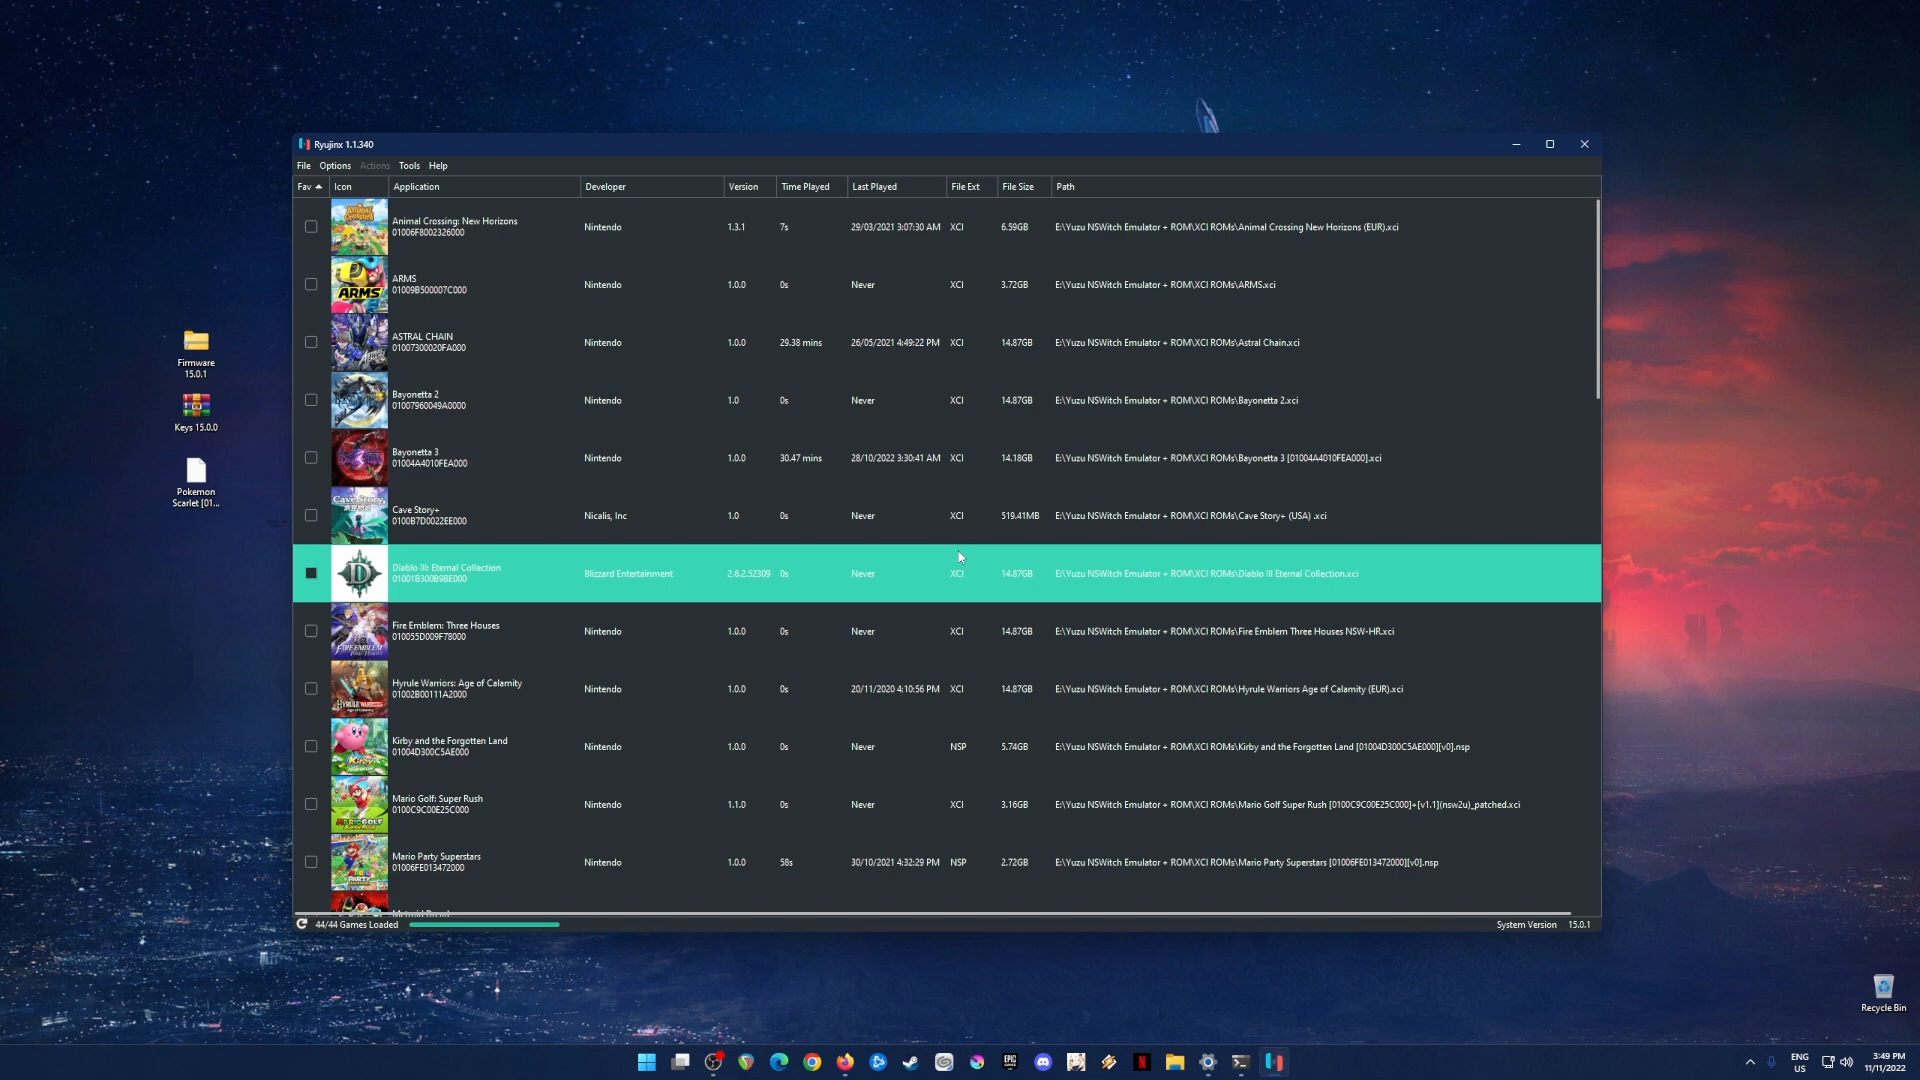 Ryujinx 1.1.340
File Options Actions Tools Help
Fav Icon Application Developer Version Time Played Last Played File Ext File Size Path
Animal Crossing: New Horizons
01006F8002326000
Nintendo 1.3.1 7s 29/03/2021 3:07:30 AM XCI 6.59GB E:\Yuzu NSWitch Emulator + ROM\XCI ROMs\Animal Crossing New Horizons (EUR).xci
ARMS
ARMS
01009B500007C000
Nintendo 1.0.0 0s Never XCI 3.72GB E:\Yuzu NSWitch Emulator + ROM\XCI ROMs\ARMS.xci
ASTRAL CHAIN
01007300020FA000
Nintendo 1.0.0 29.38 mins 26/05/2021 4:49:22 PM XCI 14.87GB E:\Yuzu NSWitch Emulator + ROM\XCI ROMs\Astral Chain.xci
Firmware
15.0.1
Bayonetta 2
01007960049A0000
Nintendo 1.0 0s Never XCI 14.87GB E:\Yuzu NSWitch Emulator + ROM\XCI ROMs\Bayonetta 2.xci
Keys 15.0.0
Bayonetta 3
01004A4010FEA000
Nintendo 1.0.0 30.47 mins 28/10/2022 3:30:41 AM XCI 14.18GB E:\Yuzu NSWitch Emulator + ROM\XCI ROMs\Bayonetta 3 [01004A4010FEA000].xci
Pokemon
Scarlet [01...
Cave Story
Cave Story+
0100B7D0022EE000
Nicalis, Inc 1.0 0s Never XCI 519.41MB E:\Yuzu NSWitch Emulator + ROM\XCI ROMs\Cave Story+ (USA) .xci
Diablo III: Eternal Collection
01001B300B9BE000
Blizzard Entertainment 2.6.2.52309 0s Never XCI 14.87GB E:\Yuzu NSWitch Emulator + ROM\XCI ROMs\Diablo III Eternal Collection.xci
Fire Emblem: Three Houses
010055D009F78000
FIRE EMBLEM
Nintendo 1.0.0 0s Never XCI 14.87GB E:\Yuzu NSWitch Emulator + ROM\XCI ROMs\Fire Emblem Three Houses NSW-HR.xci
Hyrule Warriors: Age of Calamity
01002B00111A2000
Nintendo 1.0.0 0s 20/11/2020 4:10:56 PM XCI 14.87GB E:\Yuzu NSWitch Emulator + ROM\XCI ROMs\Hyrule Warriors Age of Calamity (EUR).xci
Kirby and the Forgotten Land
01004D300C5AE000
Kirby
Nintendo 1.0.0 0s Never NSP 5.74GB E:\Yuzu NSWitch Emulator + ROM\XCI ROMs\Kirby and the Forgotten Land [01004D300C5AE000][v0].nsp
Mario Golf: Super Rush
0100C9C00E25C000
MARIO GOLF
Nintendo 1.1.0 0s Never XCI 3.16GB E:\Yuzu NSWitch Emulator + ROM\XCI ROMs\Mario Golf Super Rush [0100C9C00E25C000]+[v1.1](nsw2u)_patched.xci
Mario Party Superstars
01006FE013472000
PARTY
Nintendo 1.0.0 58s 30/10/2021 4:32:29 PM NSP 2.72GB E:\Yuzu NSWitch Emulator + ROM\XCI ROMs\Mario Party Superstars [01006FE013472000][v0].nsp
44/44 Games Loaded System Version 15.0.1
Recycle Bin
EPIC
N
ENG
US
3:49 PM
11/11/2022